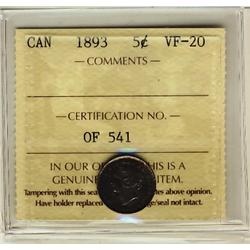 CAN 1893 5¢ VF-20
— COMMENTS —
— CERTIFICATION NO. —
OF 541
IN OUR O THIS IS A
GENUINE ITEM.
Tampering with this sea tes above opinion.
Have holder replaced e/seal not intact.